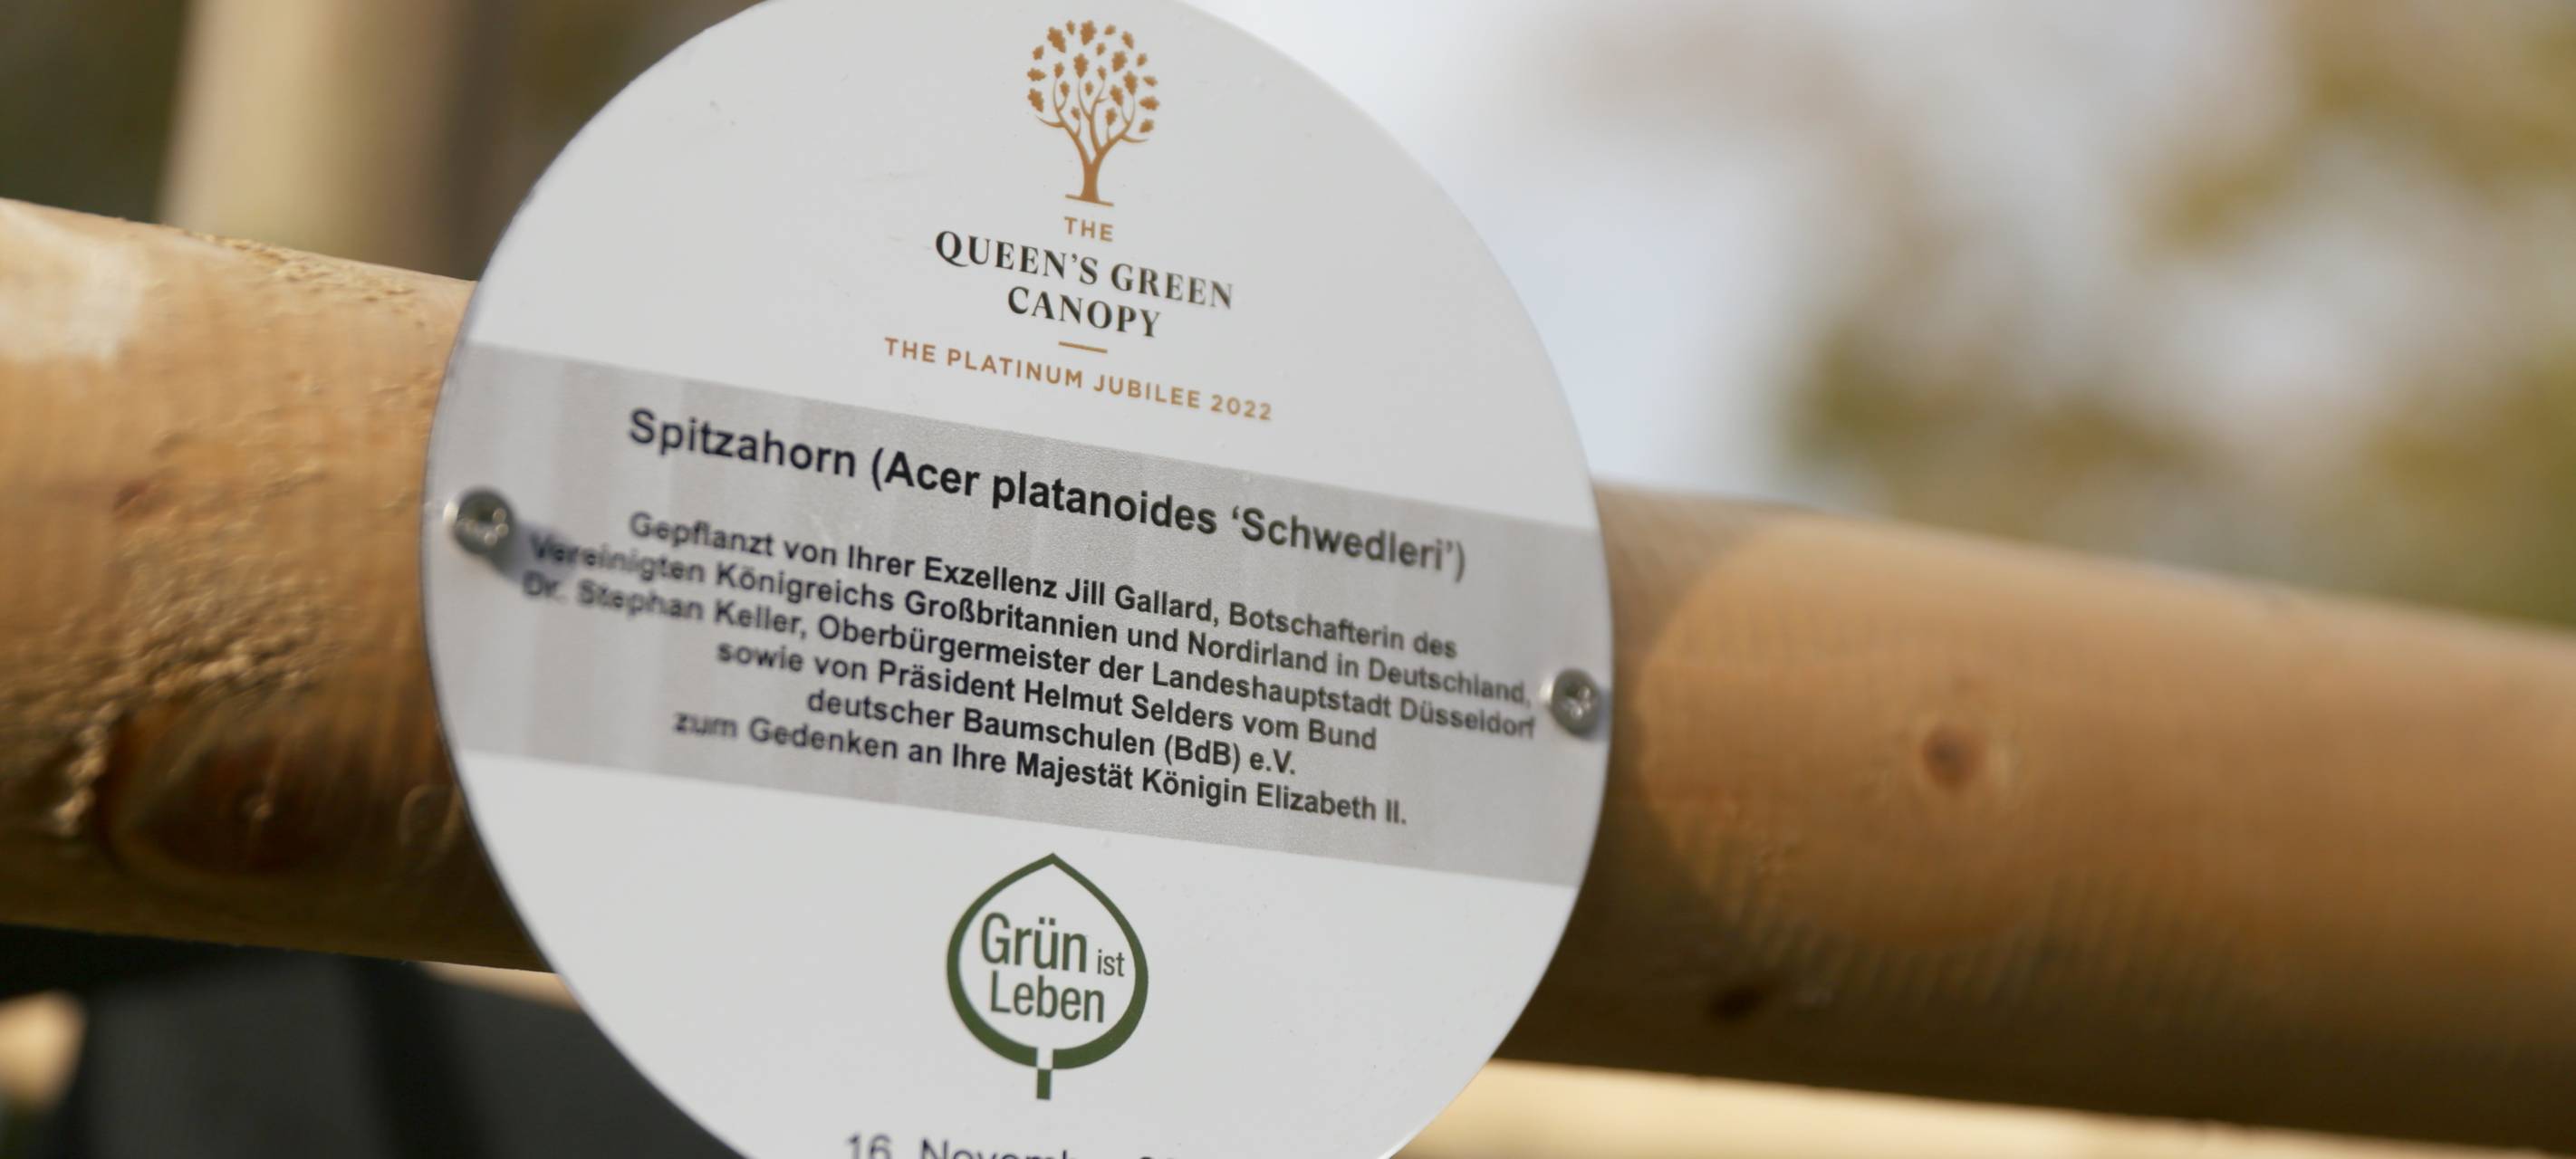 THE
QUEEN'S GREEN
CANOPY
THE PLATINUM JUBILEE 2022
Spitzahorn (Acer platanoides ‘Schwedleri’)
Gepflanzt von Ihrer Exzellenz Jill Gallard, Botschafterin des
Vereinigten Königreichs Großbritannien und Nordirland in Deutschland,
Dr. Stephan Keller, Oberbürgermeister der Landeshauptstadt Düsseldorf
sowie von Präsident Helmut Selders vom Bund
deutscher Baumschulen (BdB) e.V.
zum Gedenken an Ihre Majestät Königin Elizabeth II.
Grün ist
Leben
16. November